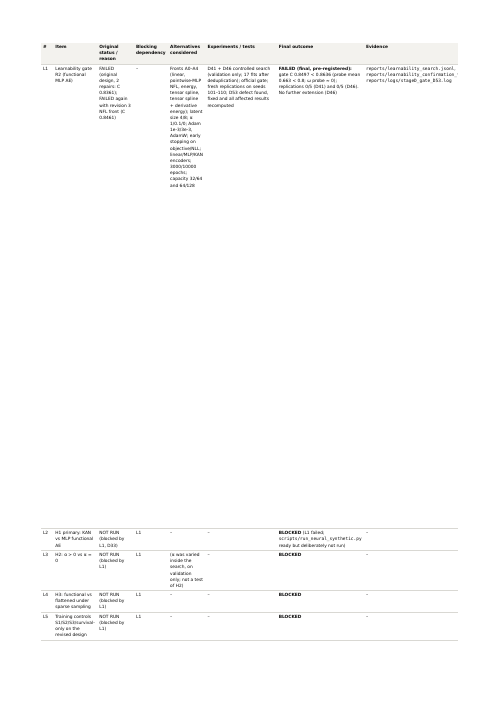 # Item Original status / reason Blocking dependency Alternatives considered Experiments / tests Final outcome Evidence
L1 Learnability gate R2 (functional MLP AE) FAILED (original design, 2 repairs: C 0.8361); FAILED again with revision 3 NFL front (C 0.8461) – Fronts A0–A4 (linear, pointwise-MLP NFL, energy, tensor spline, tensor spline + derivative energy); latent size 4/8; α 1/0.1/0; Adam 1e-3/3e-3, AdamW; early stopping on objective/NLL; linear/MLP/KAN encoders; 3000/10000 epochs; capacity 32/64 and 64/128 D41 + D46 controlled search (validation only; 17 fits after deduplication); official gate; fresh replications on seeds 101–110; D53 defect found, fixed and all affected results recomputed FAILED (final, pre-registered): gate C 0.8497 < 0.8636 (probe mean 0.663 < 0.8; ω probe ≈ 0); replications 0/5 (D41) and 0/5 (D46). No further extension (D46) reports/learnability_search.jsonl, reports/learnability_confirmation_ reports/logs/stageD_gate_D53.log
L2 H1 primary: KAN vs MLP functional AE NOT RUN (blocked by L1, D33) L1 – – BLOCKED (L1 failed; scripts/run_neural_synthetic.py ready but deliberately not run) –
L3 H2: α > 0 vs α = 0 NOT RUN (blocked by L1) L1 (α was varied inside the search, on validation only, not a test of H2) – BLOCKED –
L4 H3: functional vs flattened under sparse sampling NOT RUN (blocked by L1) L1 – – BLOCKED –
L5 Training controls S1/S2/S3/survival-only on the revised design NOT RUN (blocked by L1) L1 – – BLOCKED –